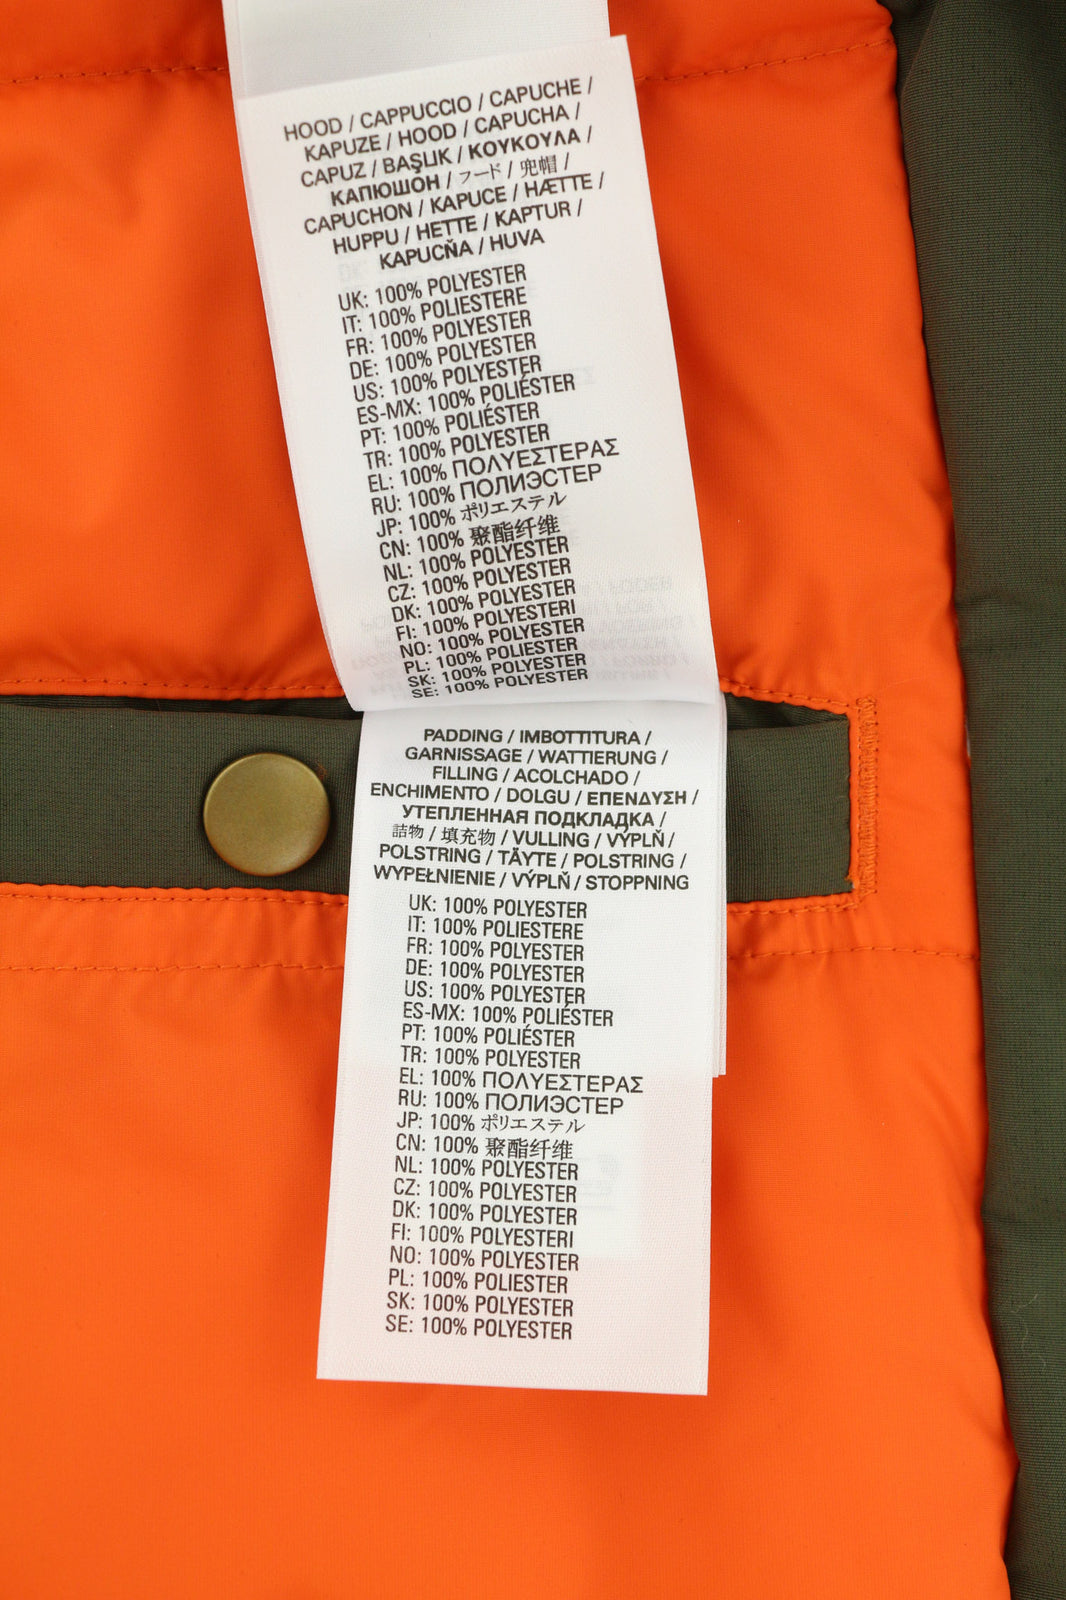 HOOD / CAPPUCCIO / CAPUCHE /
KAPUZE / HOOD / CAPUCHA /
CAPUZ / BAŞLIK / ΚΟΥΚΟΥΛΑ /
КАПЮШОН / フード / 兜帽 /
CAPUCHON / KAPUCE / HÆTTE /
HUPPU / HETTE / KAPTUR /
KAPUCŇA / HUVA
UK: 100% POLYESTER
IT: 100% POLIESTERE
FR: 100% POLYESTER
DE: 100% POLYESTER
US: 100% POLYESTER
ES-MX: 100% POLIÉSTER
PT: 100% POLIÉSTER
TR: 100% POLYESTER
EL: 100% ΠΟΛΥΕΣΤΕΡΑΣ
RU: 100% ПОЛИЭСТЕР
JP: 100% ポリエステル
CN: 100% 聚酯纤维
NL: 100% POLYESTER
CZ: 100% POLYESTER
DK: 100% POLYESTER
FI: 100% POLYESTERI
NO: 100% POLYESTER
PL: 100% POLIESTER
SK: 100% POLYESTER
SE: 100% POLYESTER
PADDING / IMBOTTITURA /
GARNISSAGE / WATTIERUNG /
FILLING / ACOLCHADO /
ENCHIMENTO / DOLGU / ΕΠΕΝΔΥΣΗ /
УТЕПЛЕННАЯ ПОДКЛАДКА /
詰物 / 填充物 / VULLING / VÝPLŇ /
POLSTRING / TÄYTE / POLSTRING /
WYPEŁNIENIE / VÝPLŇ / STOPPNING
UK: 100% POLYESTER
IT: 100% POLIESTERE
FR: 100% POLYESTER
DE: 100% POLYESTER
US: 100% POLYESTER
ES-MX: 100% POLIÉSTER
PT: 100% POLIÉSTER
TR: 100% POLYESTER
EL: 100% ΠΟΛΥΕΣΤΕΡΑΣ
RU: 100% ПОЛИЭСТЕР
JP: 100% ポリエステル
CN: 100% 聚酯纤维
NL: 100% POLYESTER
CZ: 100% POLYESTER
DK: 100% POLYESTER
FI: 100% POLYESTERI
NO: 100% POLYESTER
PL: 100% POLIESTER
SK: 100% POLYESTER
SE: 100% POLYESTER